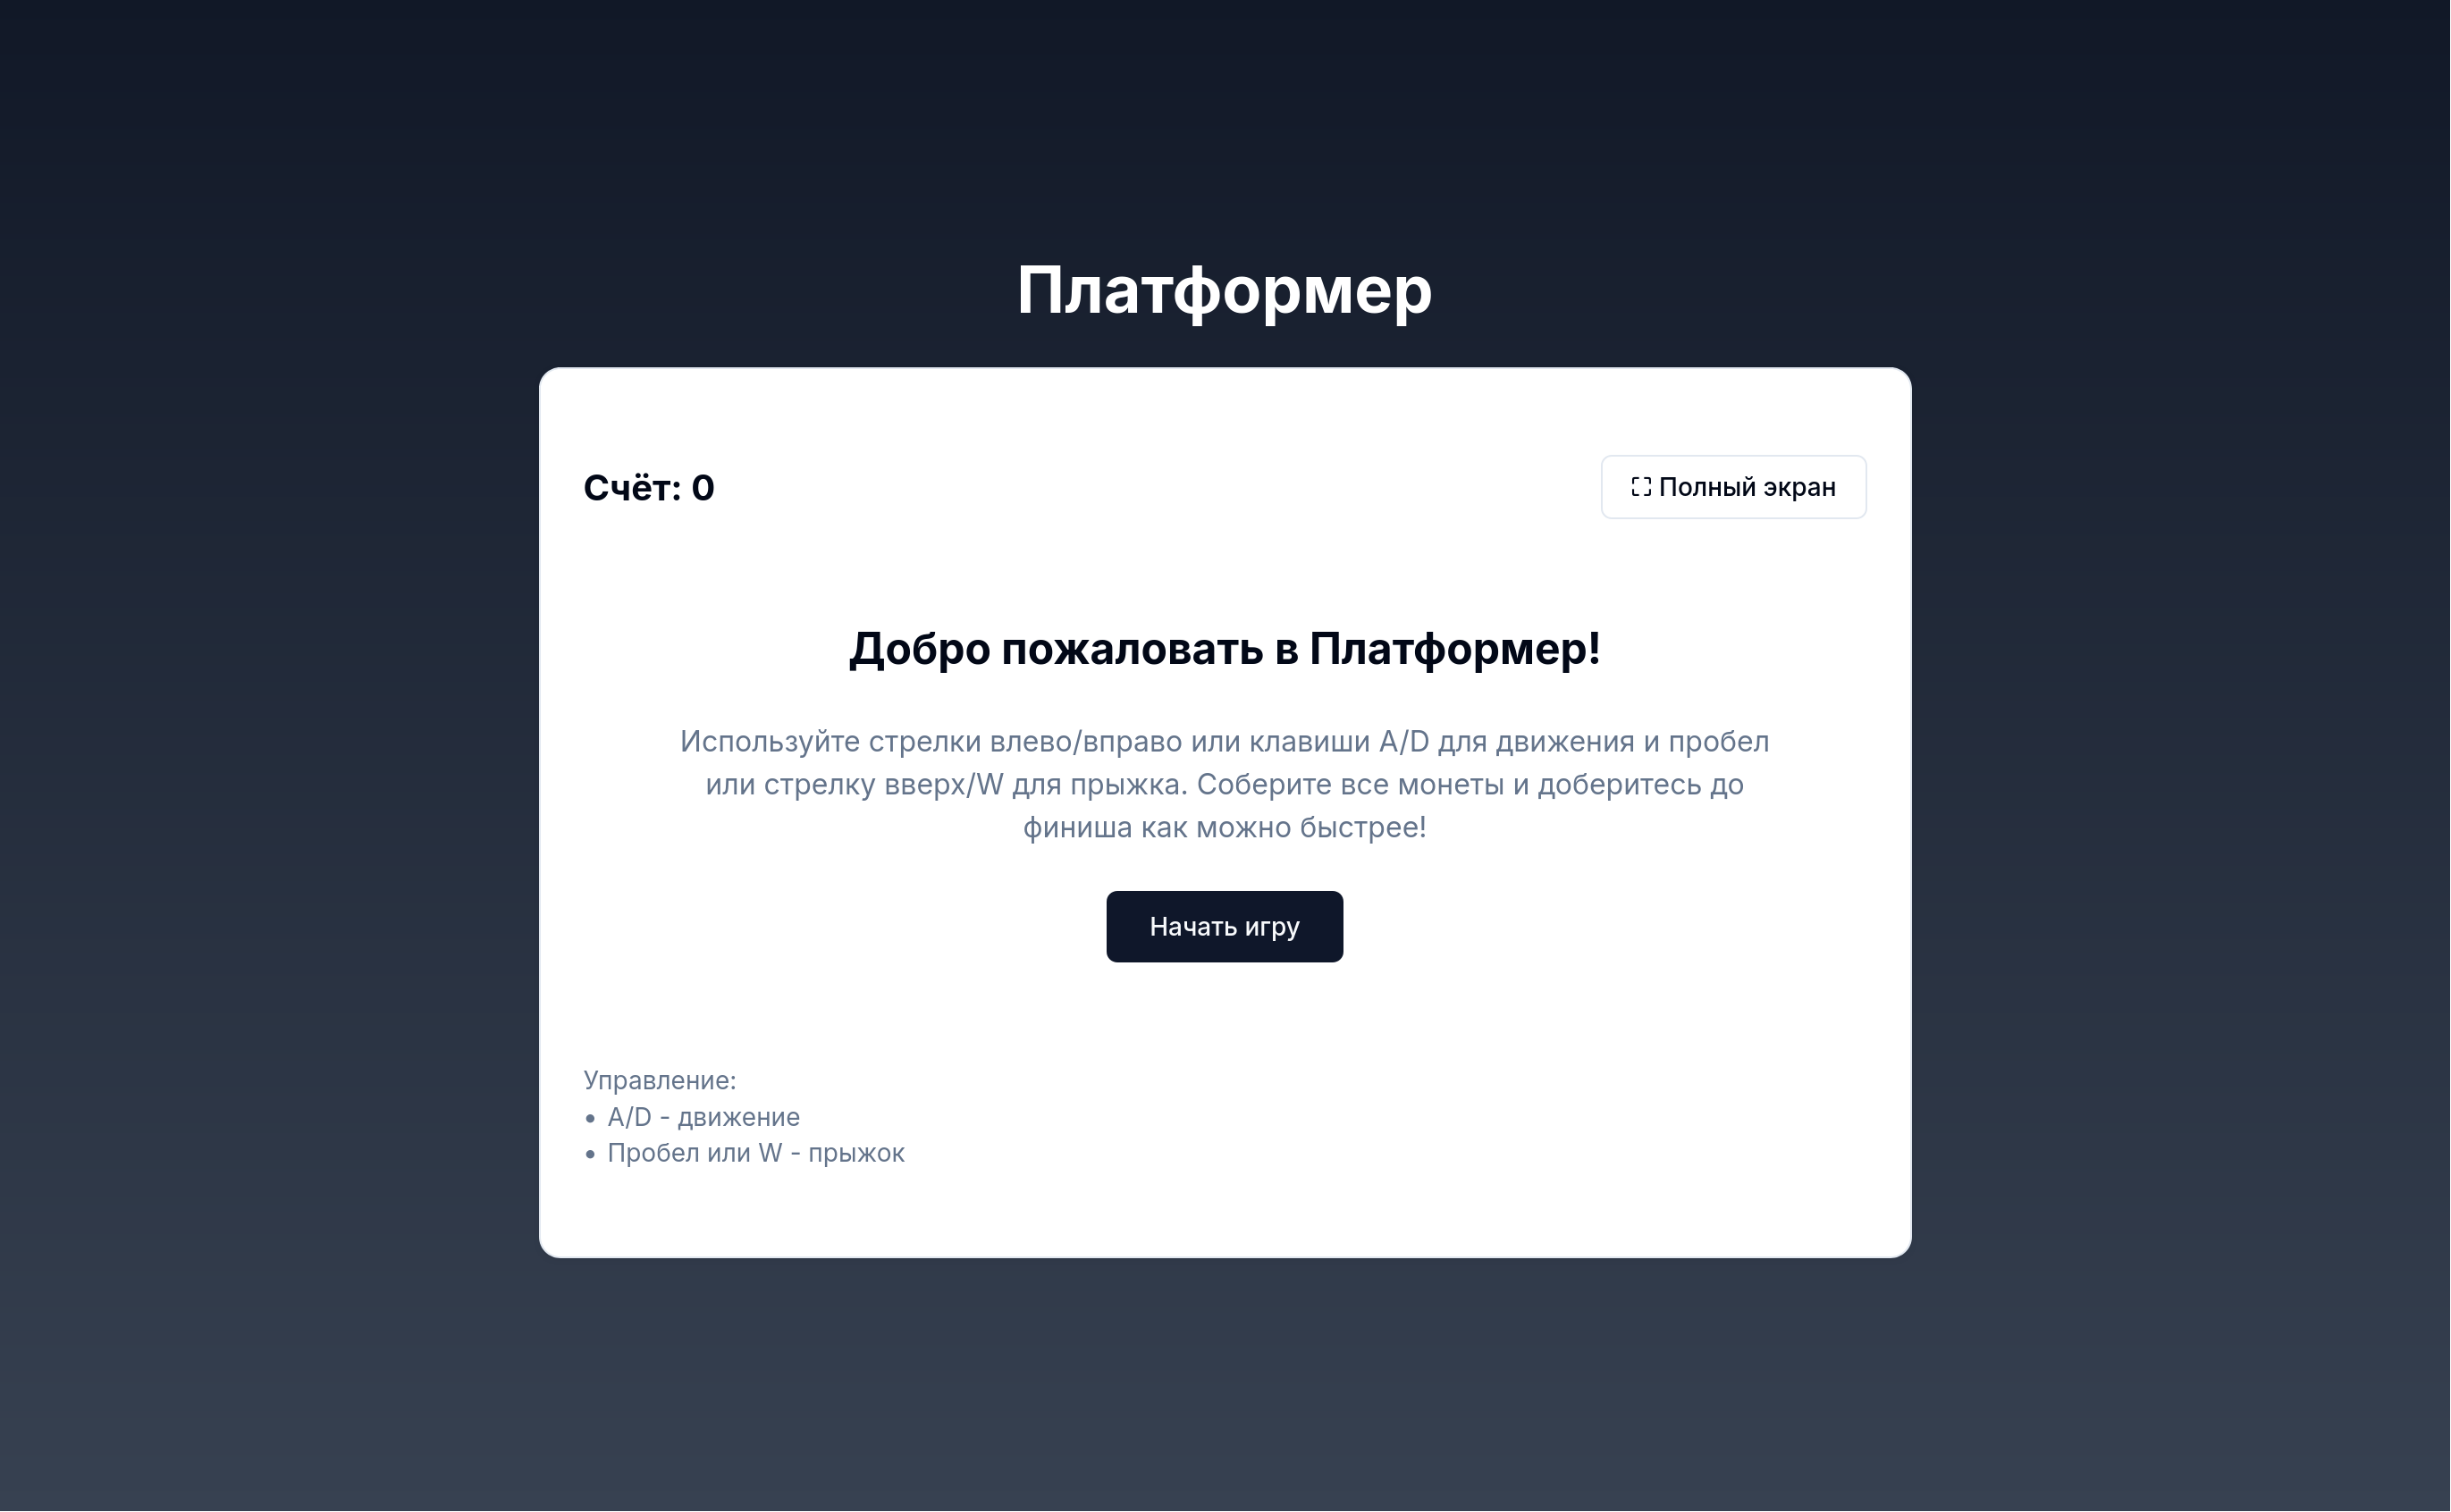 Платформер
Счёт: 0
Полный экран
Добро пожаловать в Платформер!
Используйте стрелки влево/вправо или клавиши A/D для движения и пробел
или стрелку вверх/W для прыжка. Соберите все монеты и доберитесь до
финиша как можно быстрее!
Начать игру
Управление:
• A/D - движение
• Пробел или W - прыжок